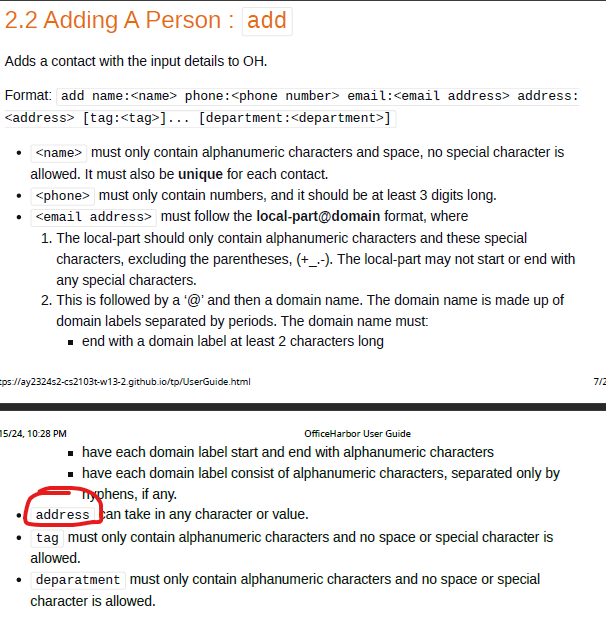 2.2 Adding A Person : add
Adds a contact with the input details to OH.
Format: add name:<name> phone:<phone number> email:<email address> address:
<address> [tag:<tag>]... [department:<department>]
• <name> must only contain alphanumeric characters and space, no special character is
allowed. It must also be unique for each contact.
• <phone> must only contain numbers, and it should be at least 3 digits long.
• <email address> must follow the local-part@domain format, where
1. The local-part should only contain alphanumeric characters and these special
characters, excluding the parentheses, (+_.-). The local-part may not start or end with
any special characters.
2. This is followed by a ‘@’ and then a domain name. The domain name is made up of
domain labels separated by periods. The domain name must:
▪ end with a domain label at least 2 characters long
tps://ay2324s2-cs2103t-w13-2.github.io/tp/UserGuide.html 7/2
15/24, 10:28 PM OfficeHarbor User Guide
▪ have each domain label start and end with alphanumeric characters
▪ have each domain label consist of alphanumeric characters, separated only by
hyphens, if any.
• address can take in any character or value.
• tag must only contain alphanumeric characters and no space or special character is
allowed.
• deparatment must only contain alphanumeric characters and no space or special
character is allowed.